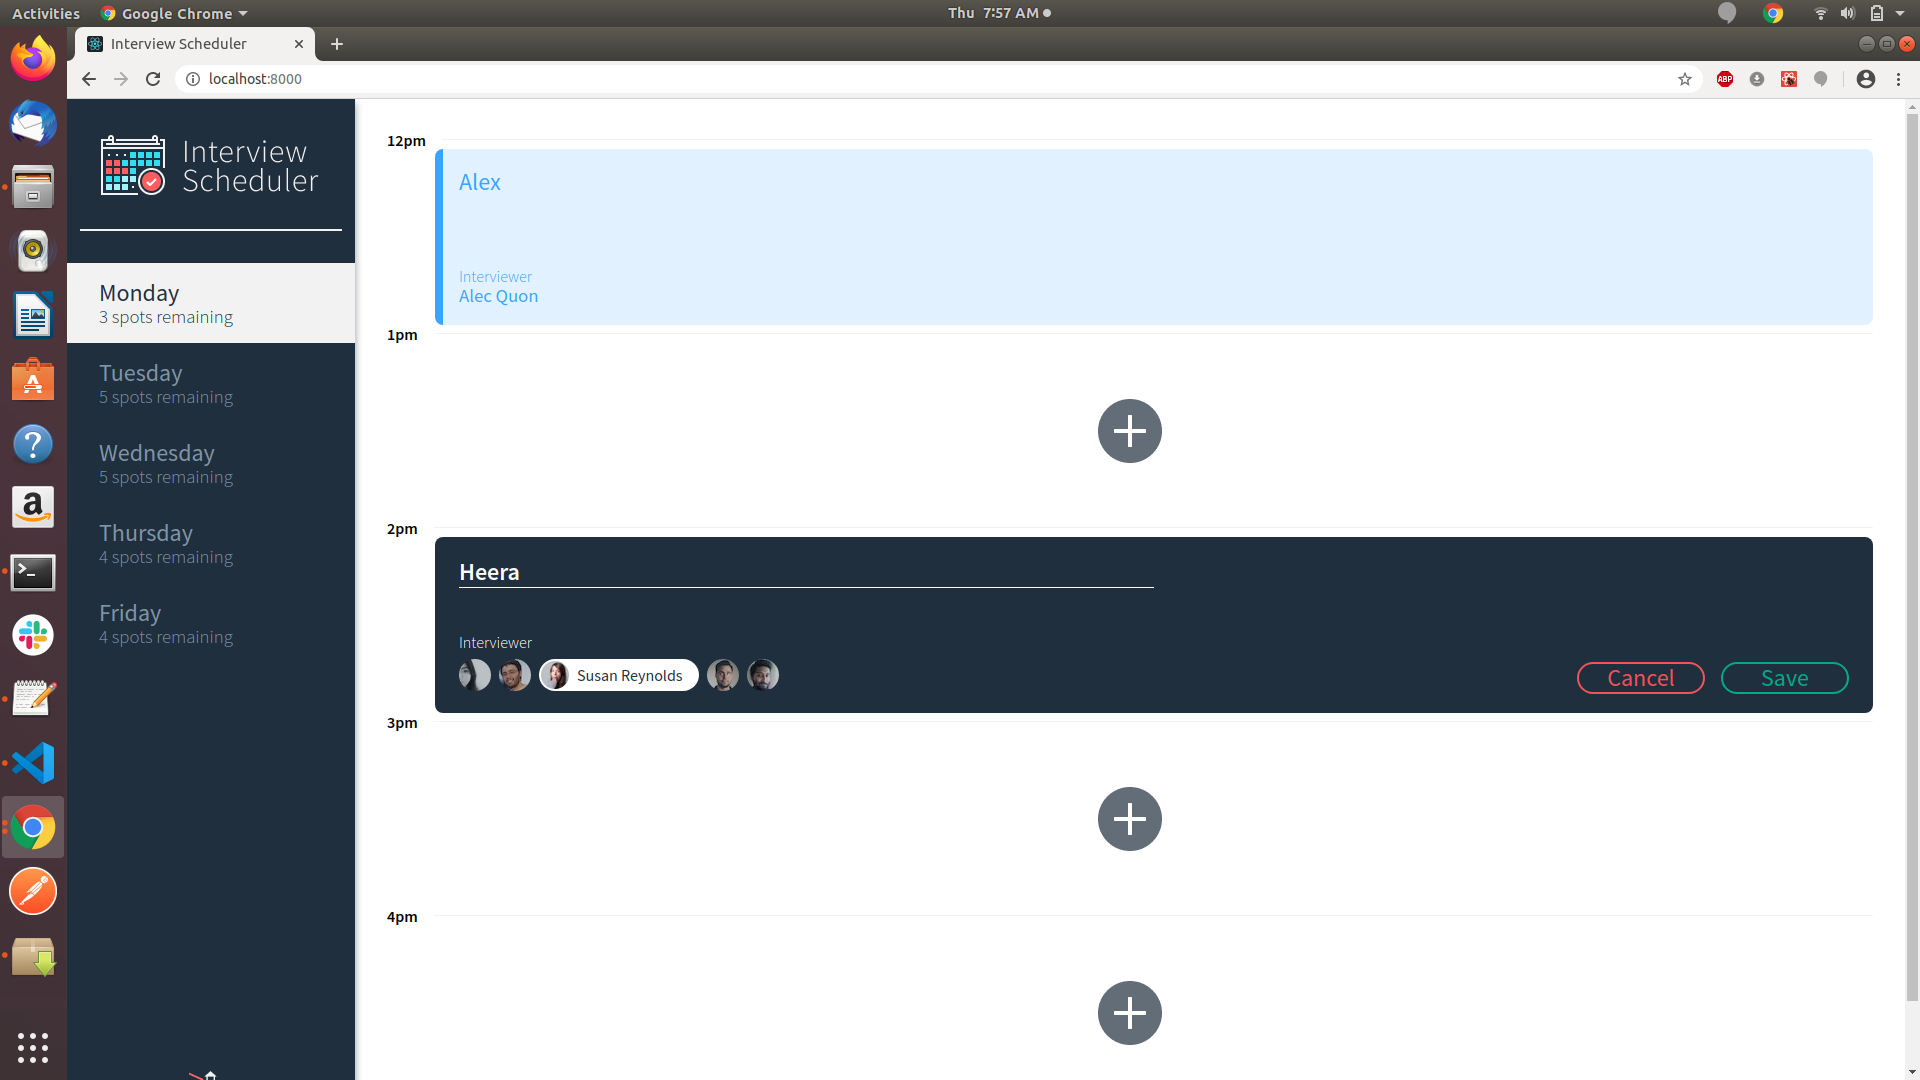 Activities
Google Chrome
Thu 7:57 AM
Interview Scheduler
localhost:8000
ABP
Interview
Scheduler
Monday
3 spots remaining
Tuesday
5 spots remaining
Wednesday
5 spots remaining
Thursday
4 spots remaining
Friday
4 spots remaining
12pm
Alex
Interviewer
Alec Quon
1pm
2pm
Heera
Interviewer
Susan Reynolds
Cancel
Save
3pm
4pm